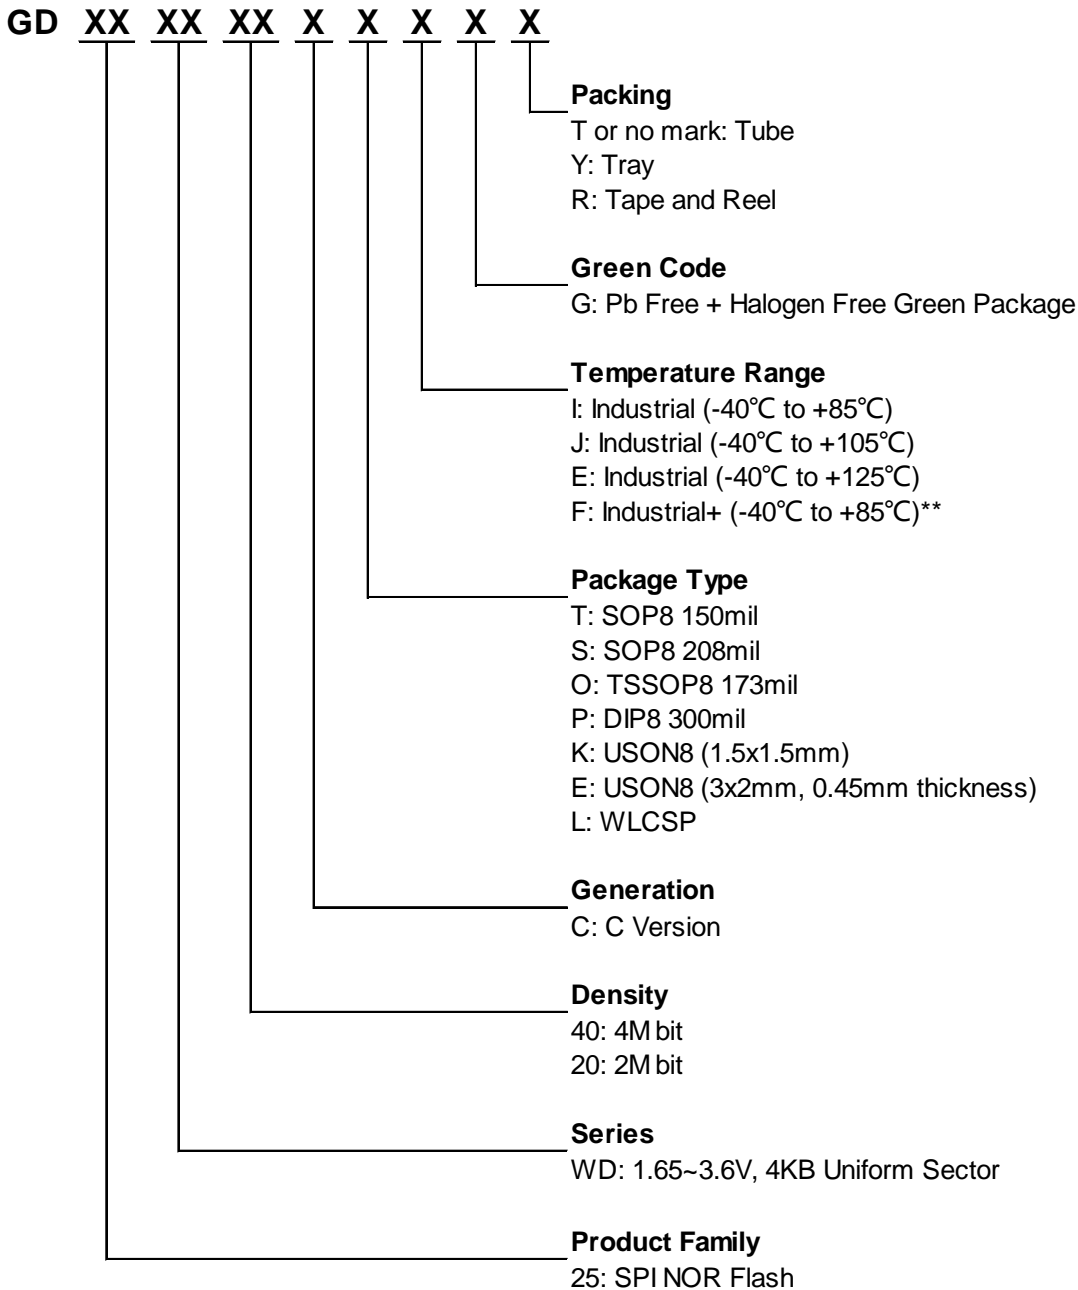 GD XX XX XX X X X X X
Packing
T or no mark: Tube
Y: Tray
R: Tape and Reel
Green Code
G: Pb Free + Halogen Free Green Package
Temperature Range
I: Industrial (-40℃ to +85℃)
J: Industrial (-40℃ to +105℃)
E: Industrial (-40℃ to +125℃)
F: Industrial+ (-40℃ to +85℃)**
Package Type
T: SOP8 150mil
S: SOP8 208mil
O: TSSOP8 173mil
P: DIP8 300mil
K: USON8 (1.5x1.5mm)
E: USON8 (3x2mm, 0.45mm thickness)
L: WLCSP
Generation
C: C Version
Density
40: 4M bit
20: 2M bit
Series
WD: 1.65~3.6V, 4KB Uniform Sector
Product Family
25: SPI NOR Flash